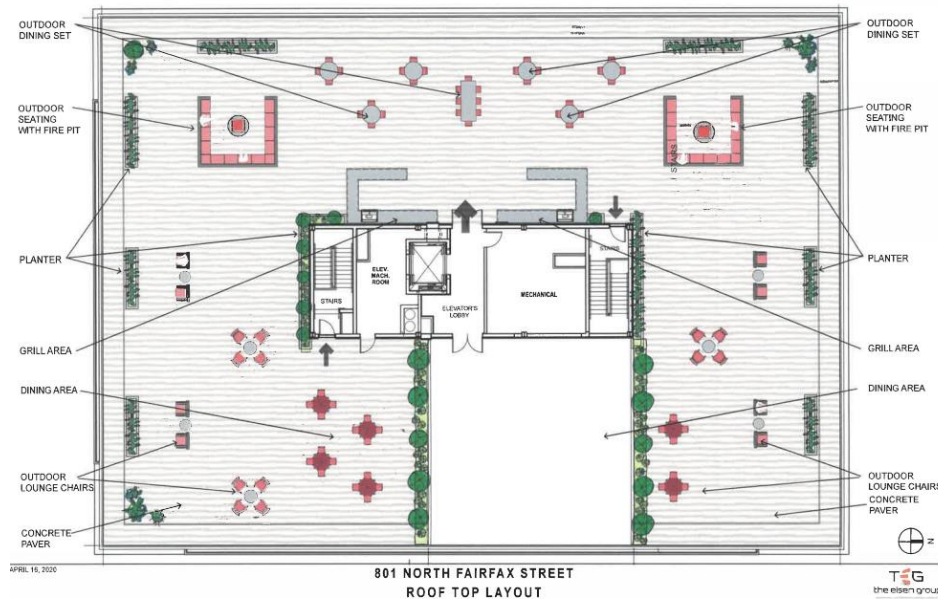 OUTDOOR
DINING SET
OUTDOOR
DINING SET
OUTDOOR
SEATING
WITH FIRE PIT
OUTDOOR
SEATING
WITH FIRE PIT
STAIRS
PLANTER
PLANTER
STAIRS
ELEV.
MACH.
ROOM
MECHANICAL
STAIRS
ELEVATOR'S
LOBBY
GRILL AREA
GRILL AREA
DINING AREA
DINING AREA
OUTDOOR
LOUNGE CHAIRS
OUTDOOR
LOUNGE CHAIRS
CONCRETE
PAVER
CONCRETE
PAVER
N
APRIL 16, 2020
801 NORTH FAIRFAX STREET
ROOF TOP LAYOUT
TEG
the eisen group